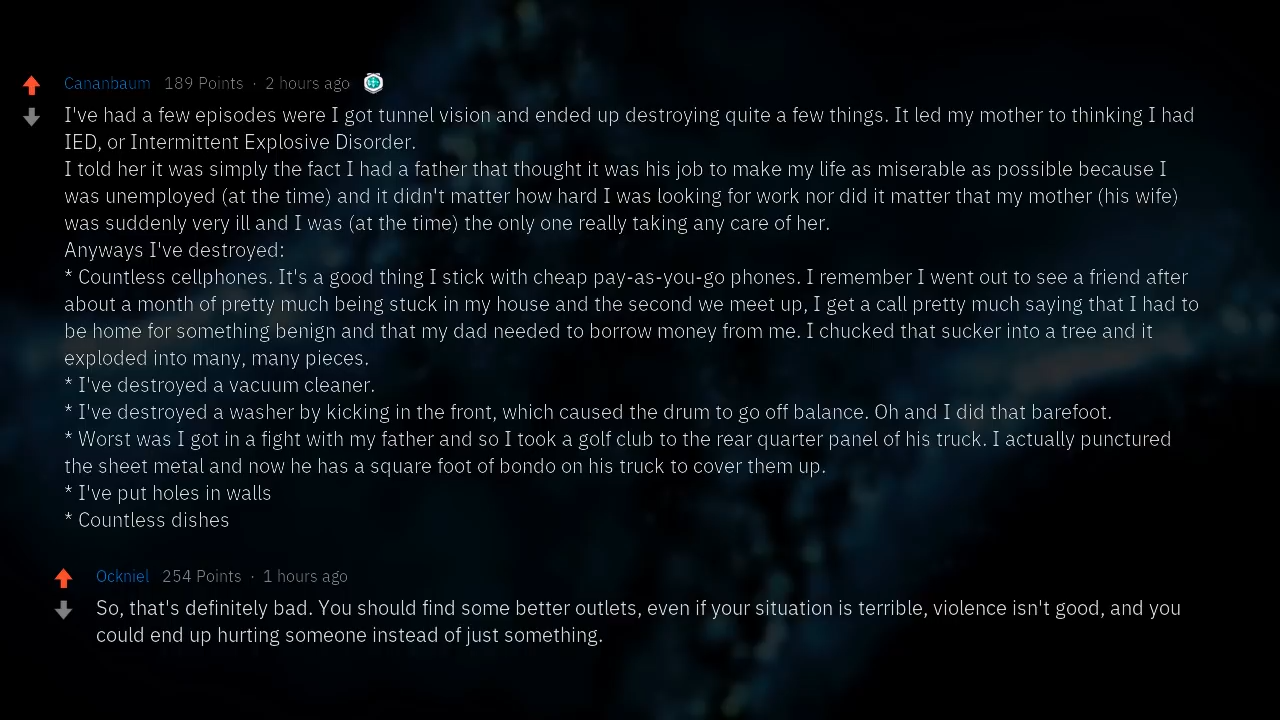 Cananbaum 189 Points · 2 hours ago
I've had a few episodes were I got tunnel vision and ended up destroying quite a few things. It led my mother to thinking I had
IED, or Intermittent Explosive Disorder.
I told her it was simply the fact I had a father that thought it was his job to make my life as miserable as possible because I
was unemployed (at the time) and it didn't matter how hard I was looking for work nor did it matter that my mother (his wife)
was suddenly very ill and I was (at the time) the only one really taking any care of her.
Anyways I've destroyed:
* Countless cellphones. It's a good thing I stick with cheap pay-as-you-go phones. I remember I went out to see a friend after
about a month of pretty much being stuck in my house and the second we meet up, I get a call pretty much saying that I had to
be home for something benign and that my dad needed to borrow money from me. I chucked that sucker into a tree and it
exploded into many, many pieces.
* I've destroyed a vacuum cleaner.
* I've destroyed a washer by kicking in the front, which caused the drum to go off balance. Oh and I did that barefoot.
* Worst was I got in a fight with my father and so I took a golf club to the rear quarter panel of his truck. I actually punctured
the sheet metal and now he has a square foot of bondo on his truck to cover them up.
* I've put holes in walls
* Countless dishes
Ockniel 254 Points · 1 hours ago
So, that's definitely bad. You should find some better outlets, even if your situation is terrible, violence isn't good, and you
could end up hurting someone instead of just something.